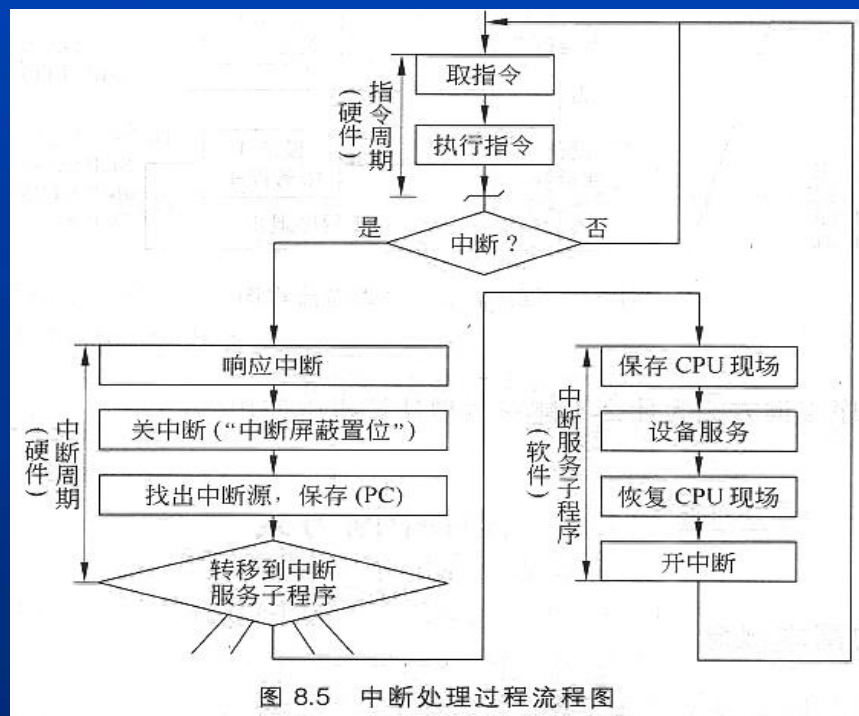 取指令
执行指令
指令周期
(硬件)
中断？
是
否
响应中断
关中断(“中断屏蔽置位”)
找出中断源，保存(PC)
转移到中断
服务子程序
中断周期
(硬件)
保存 CPU 现场
设备服务
恢复 CPU 现场
开中断
中断服务子程序
(软件)
图 8.5 中断处理过程流程图